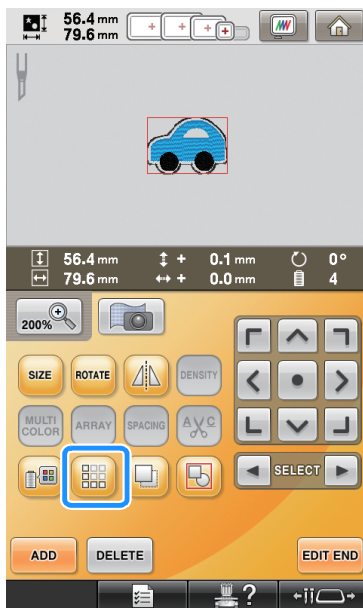 56.4 mm
79.6 mm
56.4 mm + 0.1 mm 0°
79.6 mm + 0.0 mm 4
200%
SIZE ROTATE DENSITY
MULTI COLOR ARRAY SPACING A C
SELECT
ADD DELETE EDIT END
?